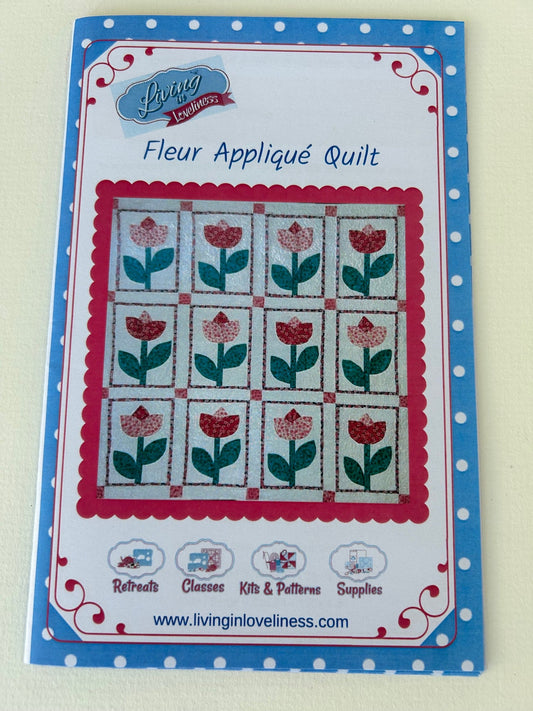 Living
in
Loveliness
Fleur Appliqué Quilt
Retreats Classes Kits & Patterns Supplies
www.livinginloveliness.com